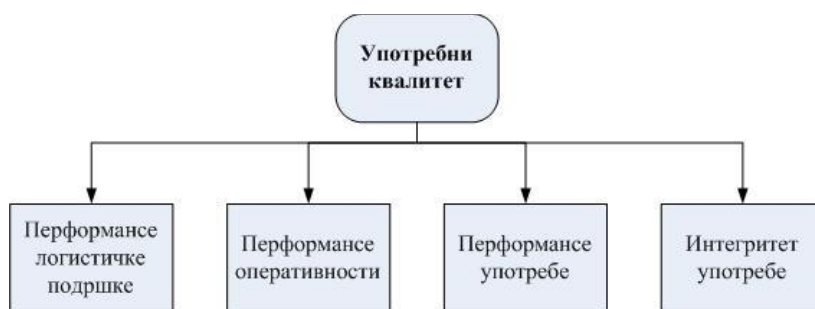 Употребни
квалитет
Перформансе
логистичке
подршке
Перформансе
оперативности
Перформансе
употребе
Интегритет
употребе